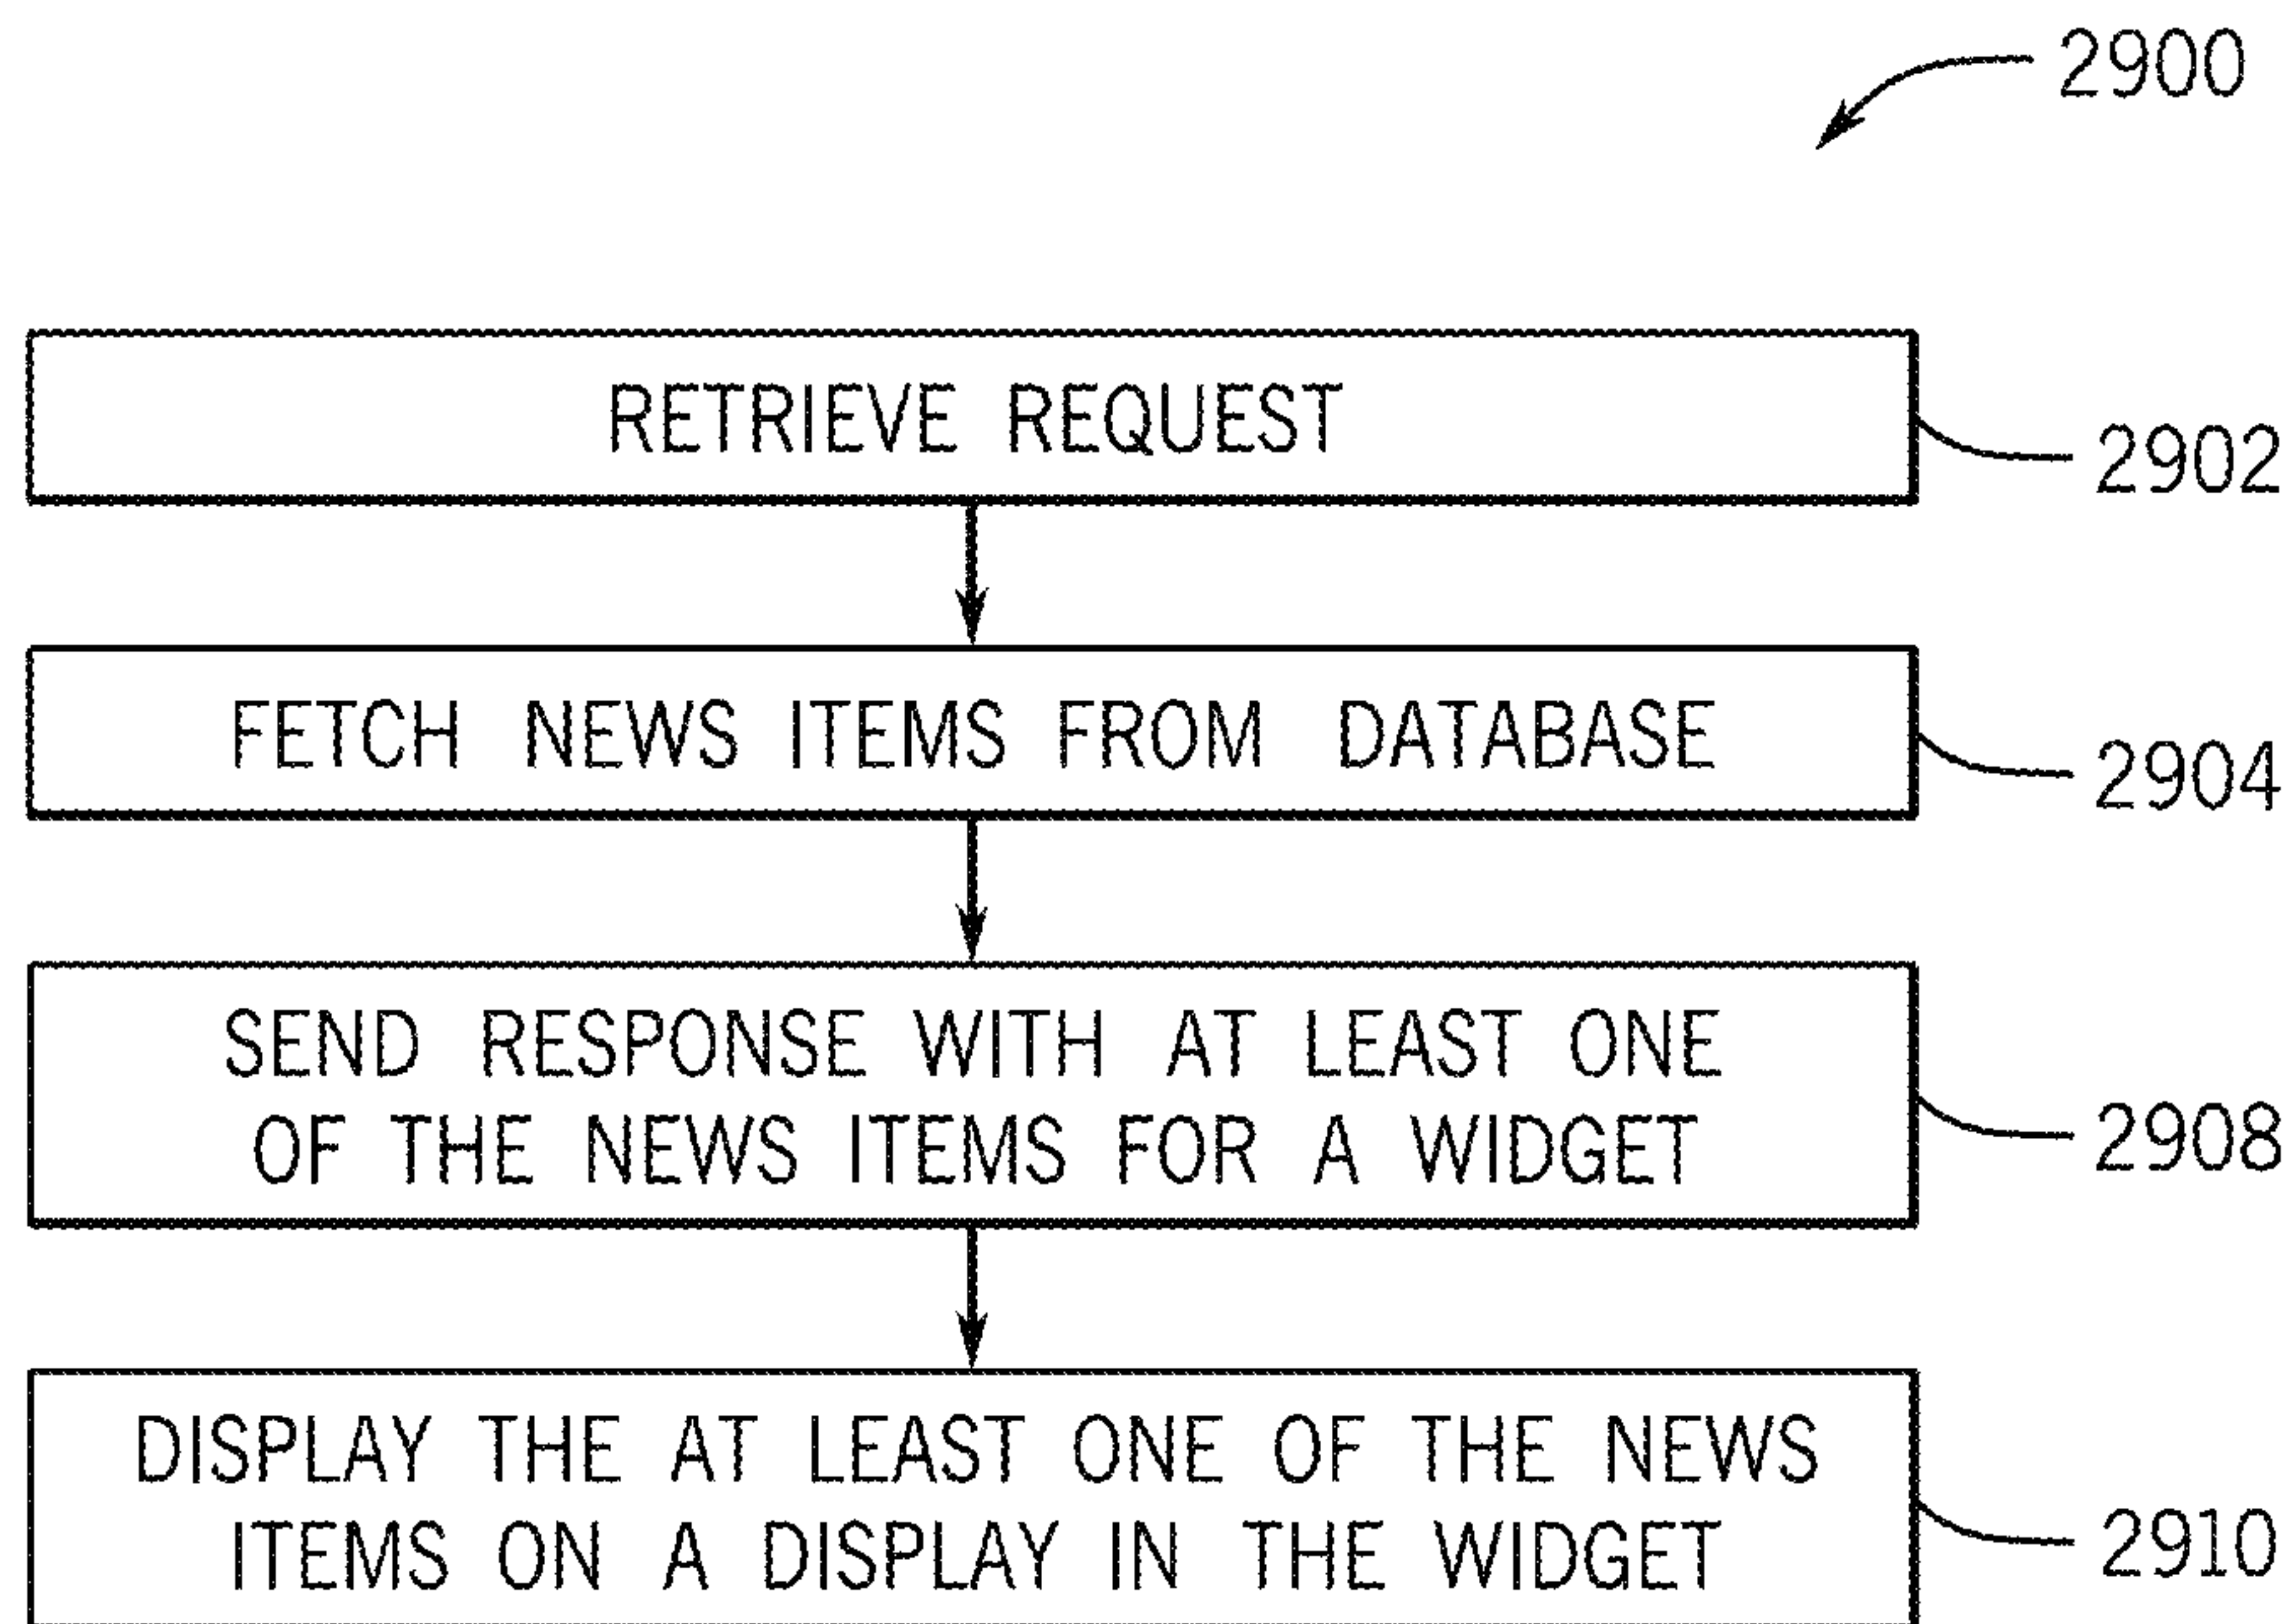 2900
RETRIEVE REQUEST
2902
FETCH NEWS ITEMS FROM DATABASE
2904
SEND RESPONSE WITH AT LEAST ONE
OF THE NEWS ITEMS FOR A WIDGET
2908
DISPLAY THE AT LEAST ONE OF THE NEWS
ITEMS ON A DISPLAY IN THE WIDGET
2910